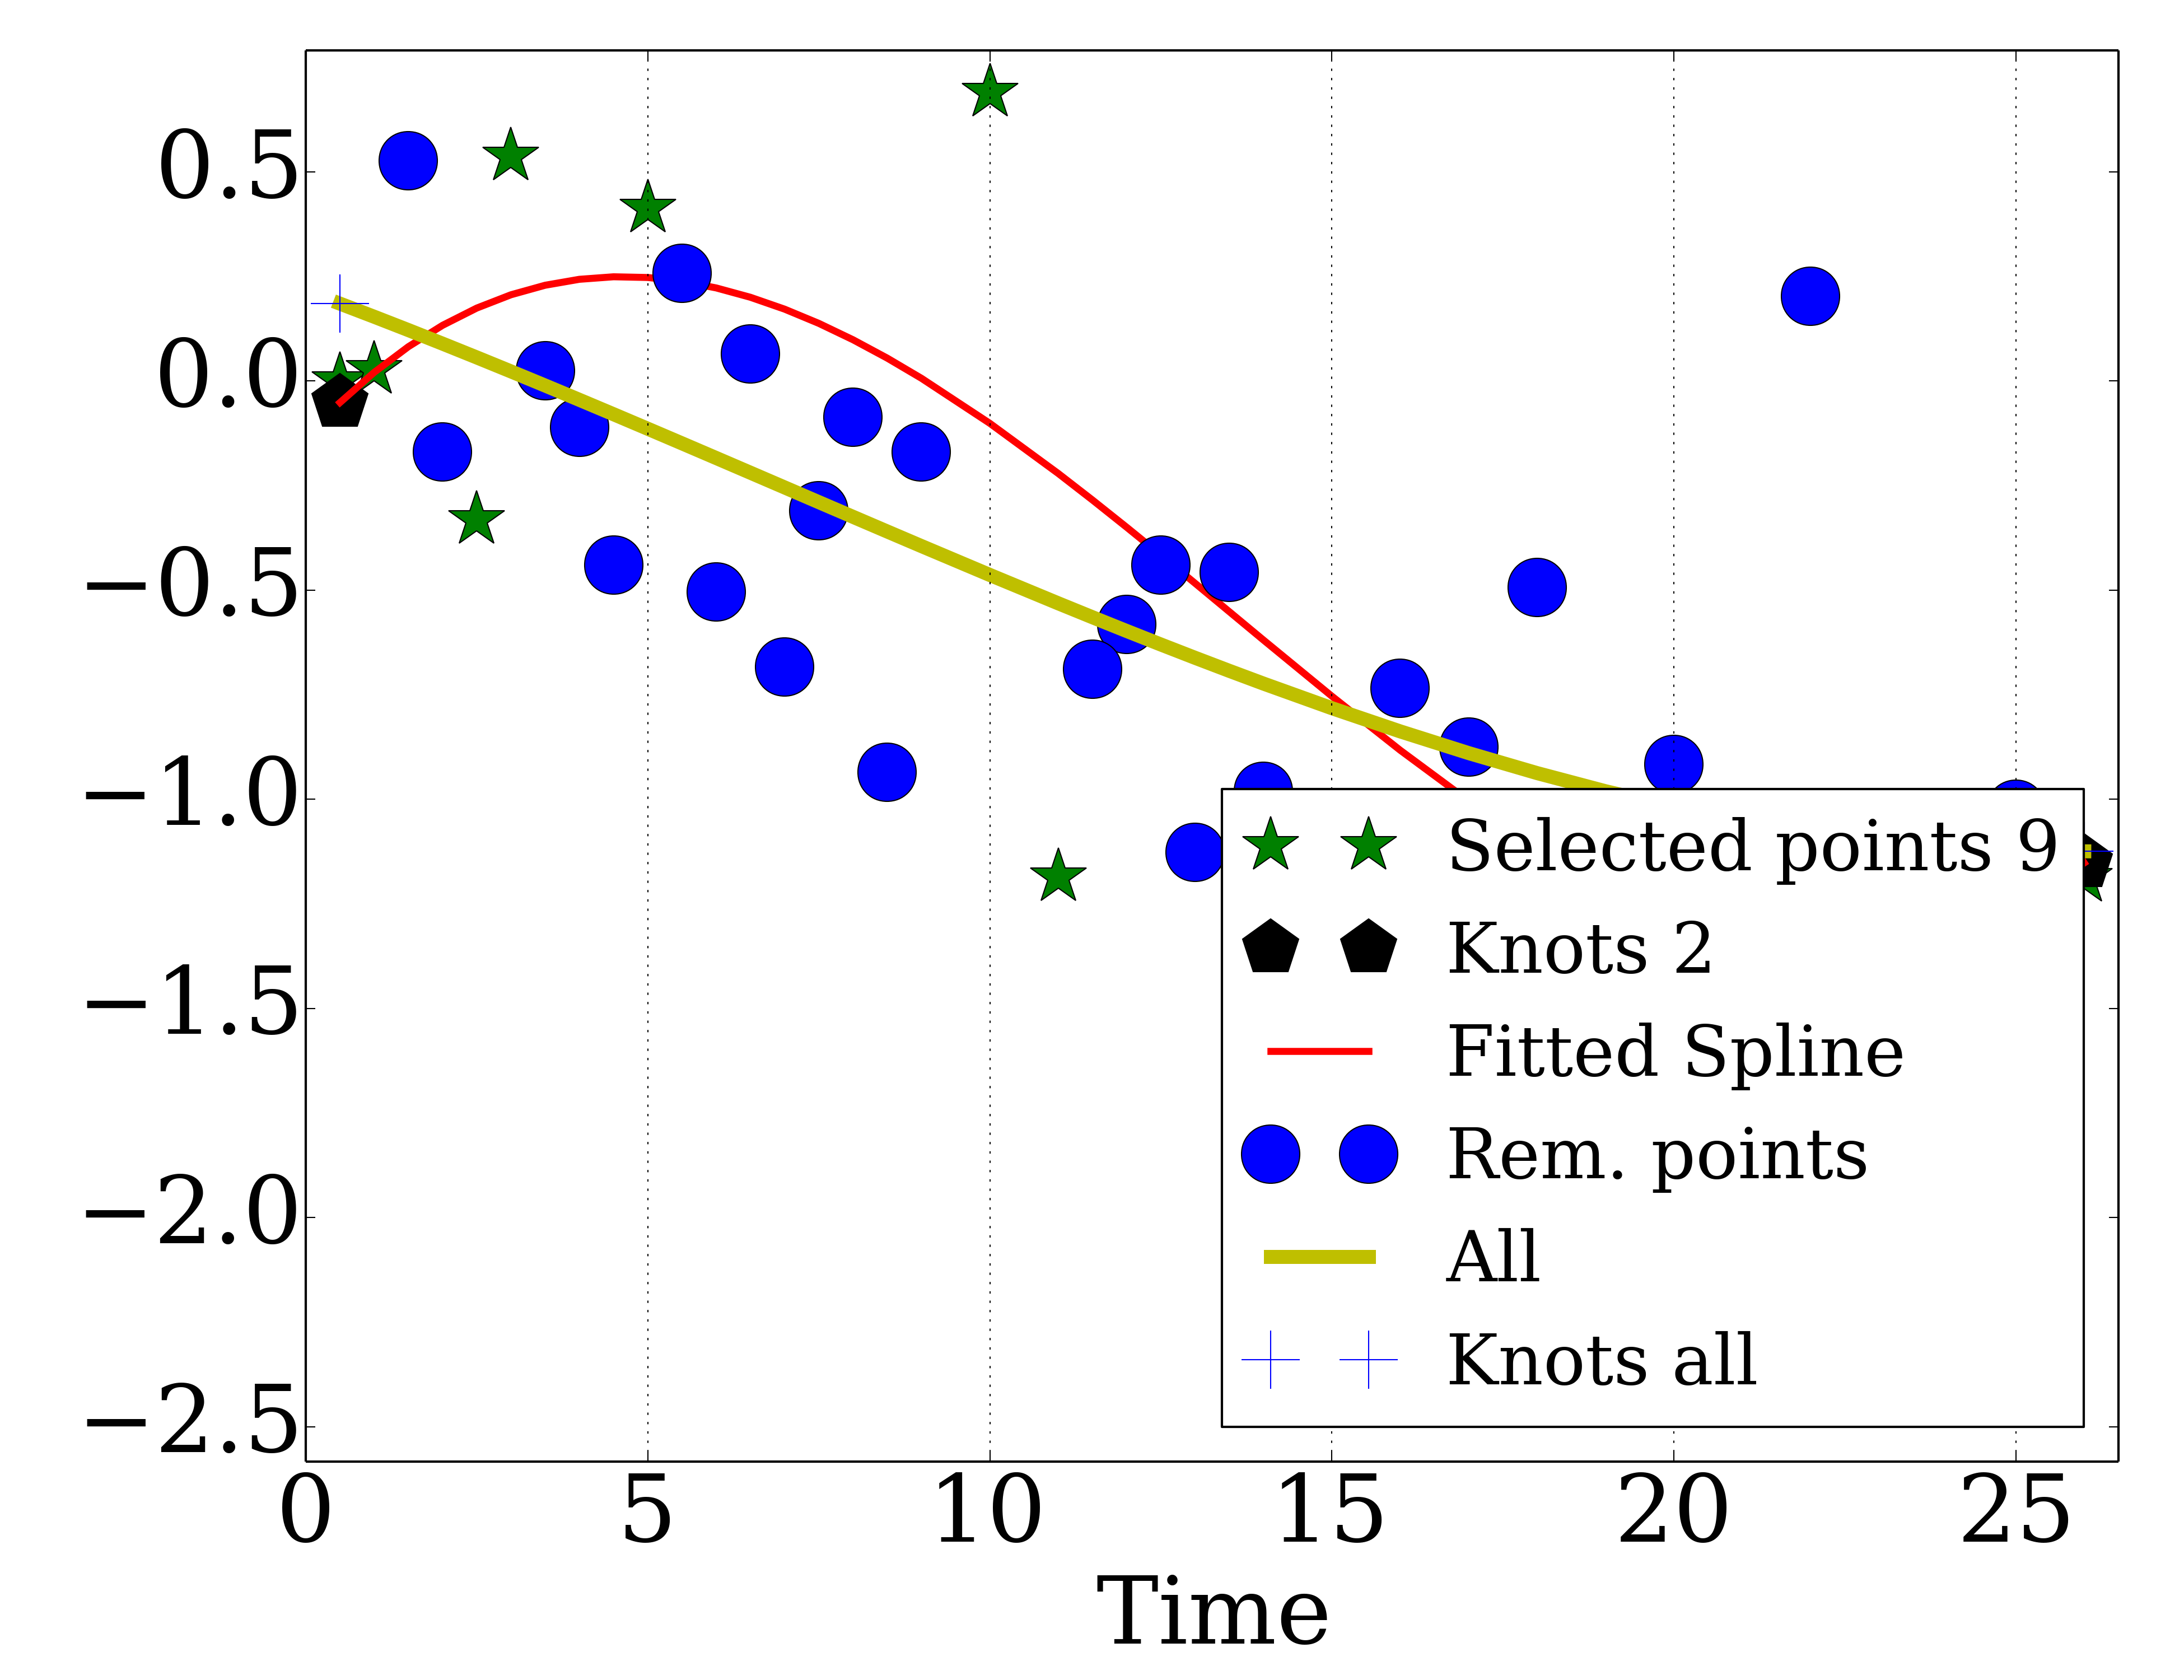 0.5
0.0
−0.5
−1.0
−1.5
−2.0
−2.5
Selected points 9
Knots 2
Fitted Spline
Rem. points
All
Knots all
0 5 10 15 20 25
Time